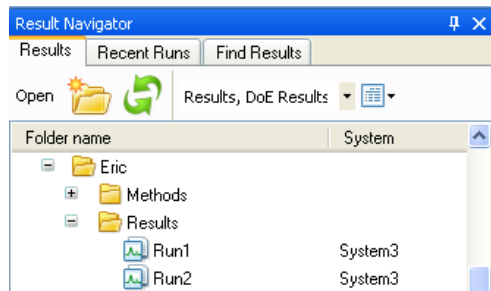 Result Navigator
Results Recent Runs Find Results
Open Results, DoE Results
Folder name System
Eric
Methods
Results
Run1 System3
Run2 System3